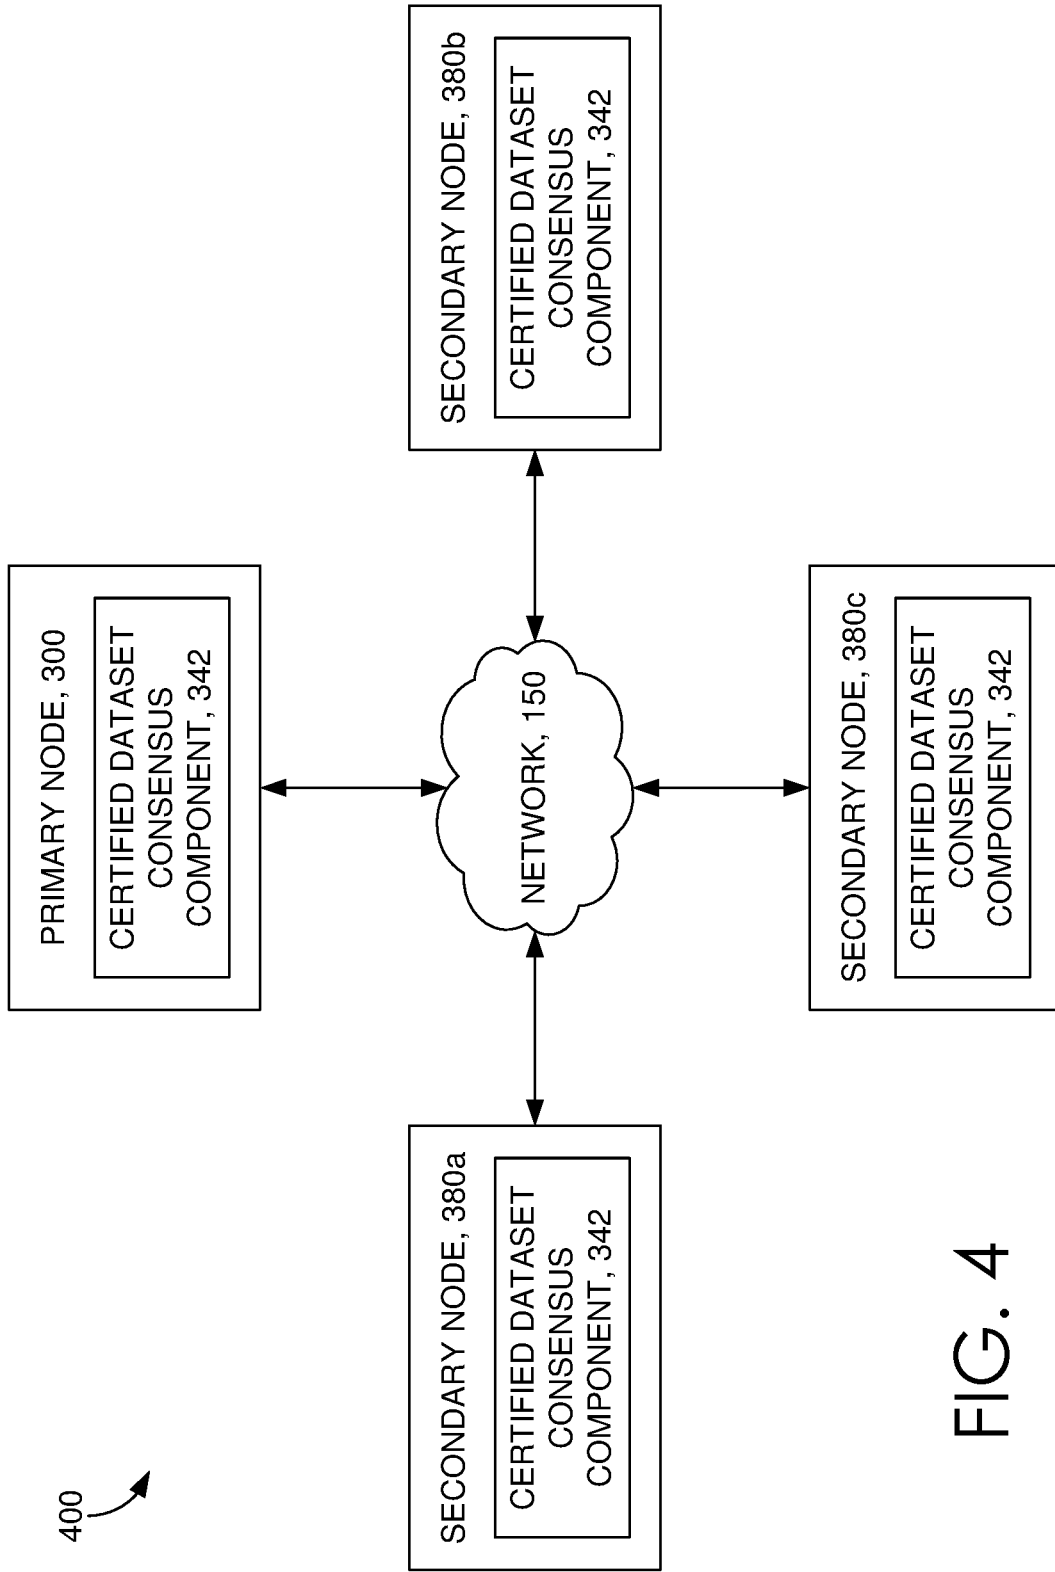 400
PRIMARY NODE, 300
CERTIFIED DATASET
CONSENSUS
COMPONENT, 342
SECONDARY NODE, 380a
CERTIFIED DATASET
CONSENSUS
COMPONENT, 342
NETWORK, 150
SECONDARY NODE, 380b
CERTIFIED DATASET
CONSENSUS
COMPONENT, 342
SECONDARY NODE, 380c
CERTIFIED DATASET
CONSENSUS
COMPONENT, 342
FIG. 4